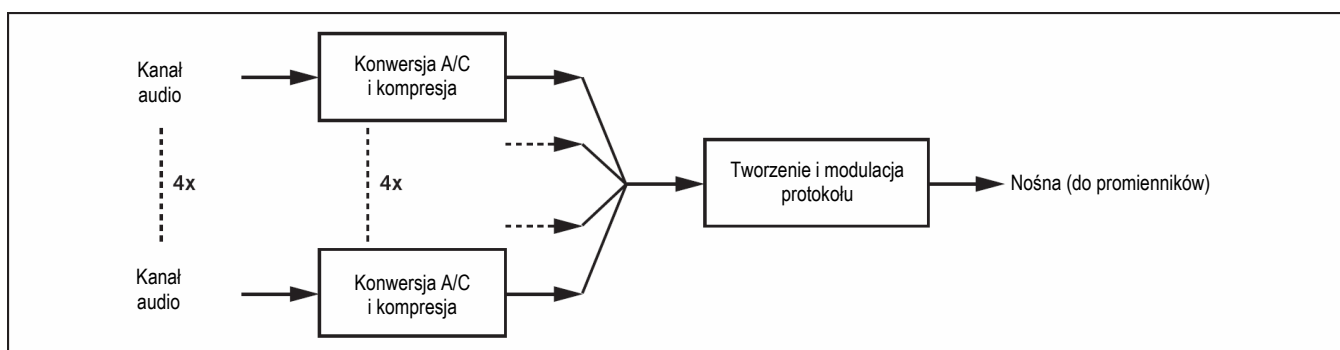 Kanał
audio
Konwersja A/C
i kompresja
4x
4x
Tworzenie i modulacja
protokołu
Nośna (do promienników)
Kanał
audio
Konwersja A/C
i kompresja